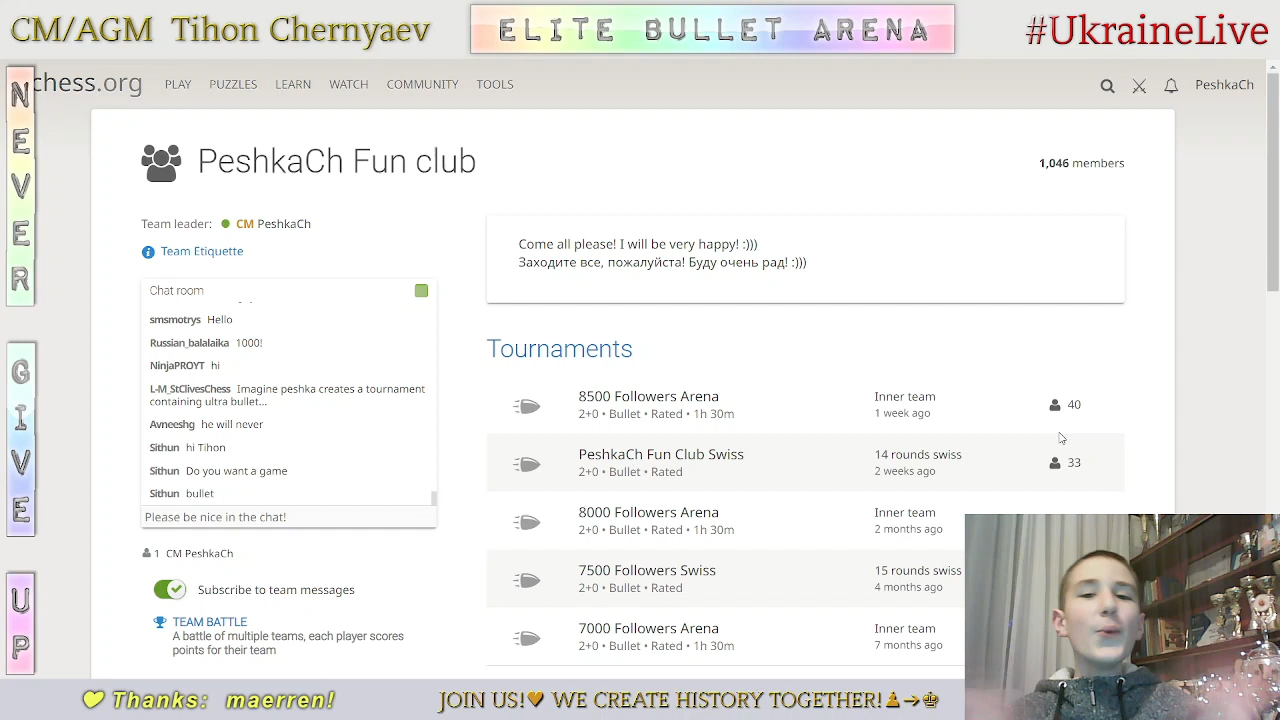 CM/AGM Tihon Chernyaev
ELITE BULLET ARENA
#UkraineLive
NEVER
GIVE
UP
chess.org
PLAY
PUZZLES
LEARN
WATCH
COMMUNITY
TOOLS
PeshkaCh
PeshkaCh Fun club
1,046 members
Team leader: CM PeshkaCh
Team Etiquette
Come all please! I will be very happy! :)))
Заходите все, пожалуйста! Буду очень рад! :)))
Chat room
smsmotrys Hello
Russian_balalaika 1000!
NinjaPROYT hi
L-M_StClivesChess Imagine peshka creates a tournament
containing ultra bullet...
Avneeshg he will never
Sithun hi Tihon
Sithun Do you want a game
Sithun bullet
Please be nice in the chat!
1 CM PeshkaCh
Subscribe to team messages
TEAM BATTLE
A battle of multiple teams, each player scores
points for their team
Tournaments
8500 Followers Arena
2+0 • Bullet • Rated • 1h 30m
Inner team
1 week ago
40
PeshkaCh Fun Club Swiss
2+0 • Bullet • Rated
14 rounds swiss
2 weeks ago
33
8000 Followers Arena
2+0 • Bullet • Rated • 1h 30m
Inner team
2 months ago
7500 Followers Swiss
2+0 • Bullet • Rated
15 rounds swiss
4 months ago
7000 Followers Arena
2+0 • Bullet • Rated • 1h 30m
Inner team
7 months ago
Thanks: maerren!
JOIN US!🧡 WE CREATE HISTORY TOGETHER!♟➔♚